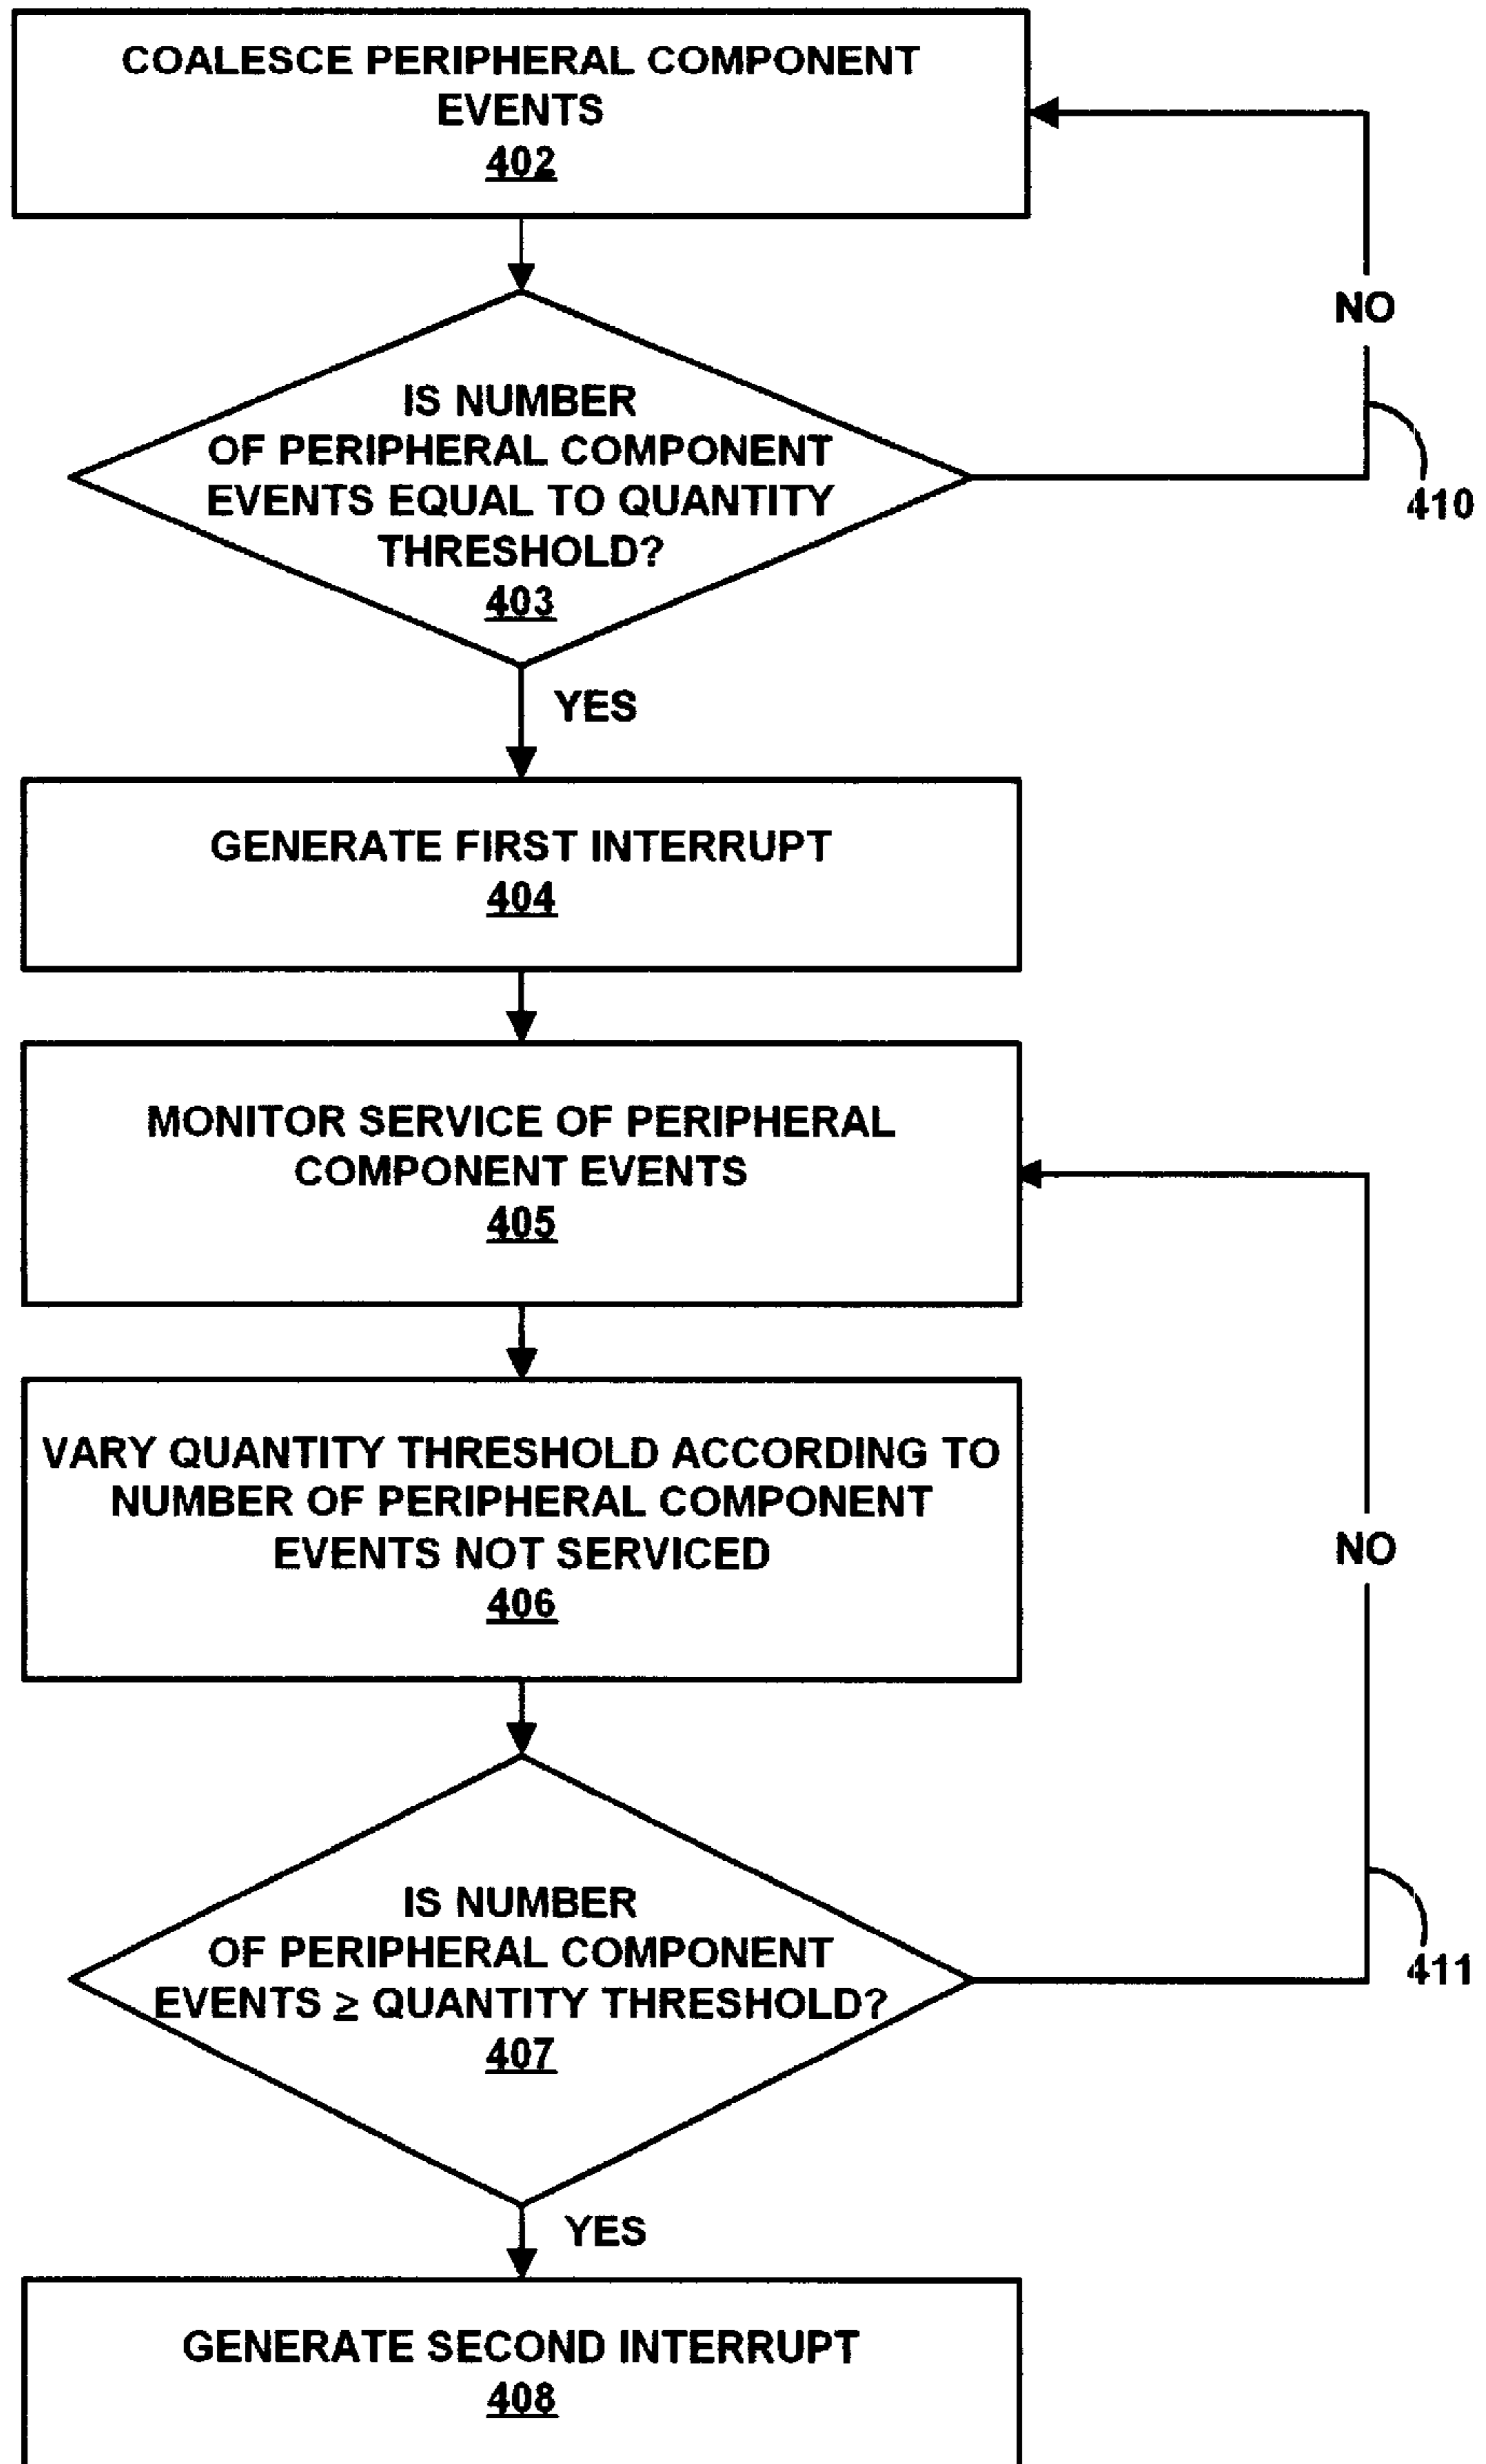 COALESCE PERIPHERAL COMPONENT
EVENTS
402
NO
IS NUMBER
OF PERIPHERAL COMPONENT
EVENTS EQUAL TO QUANTITY
THRESHOLD?
403
410
YES
GENERATE FIRST INTERRUPT
404
MONITOR SERVICE OF PERIPHERAL
COMPONENT EVENTS
405
VARY QUANTITY THRESHOLD ACCORDING TO
NUMBER OF PERIPHERAL COMPONENT
EVENTS NOT SERVICED
406
NO
IS NUMBER
OF PERIPHERAL COMPONENT
EVENTS ≥ QUANTITY THRESHOLD?
407
411
YES
GENERATE SECOND INTERRUPT
408